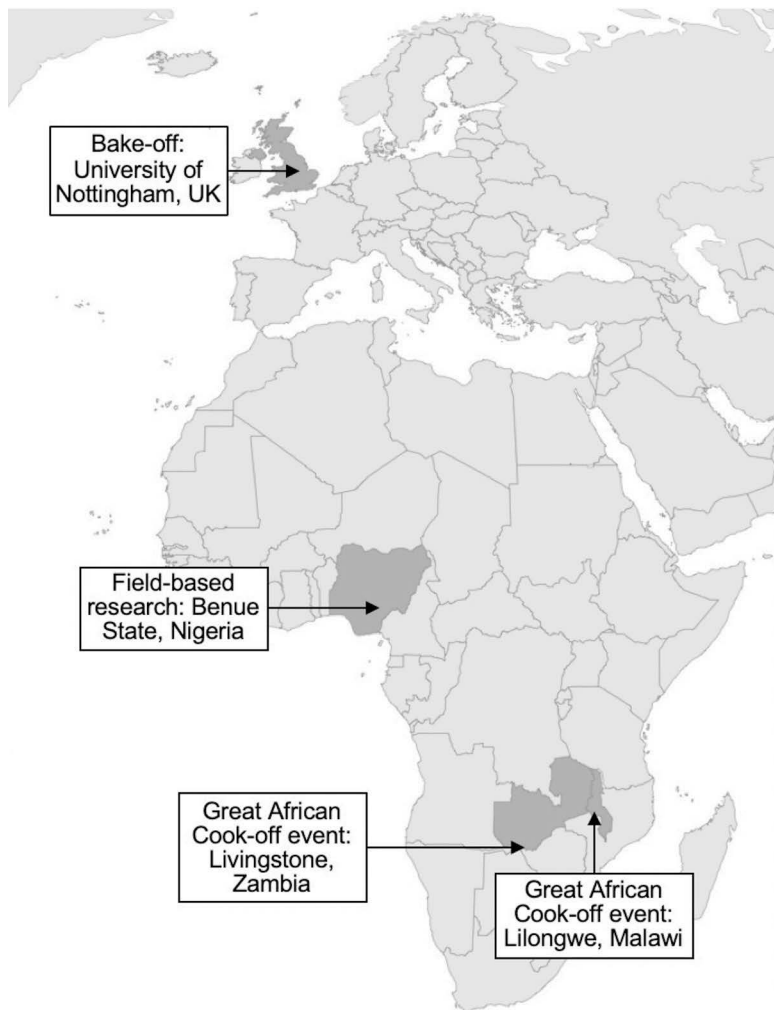 Bake-off:
University of
Nottingham, UK
Field-based
research: Benue
State, Nigeria
Great African
Cook-off event:
Livingstone,
Zambia
Great African
Cook-off event:
Lilongwe, Malawi